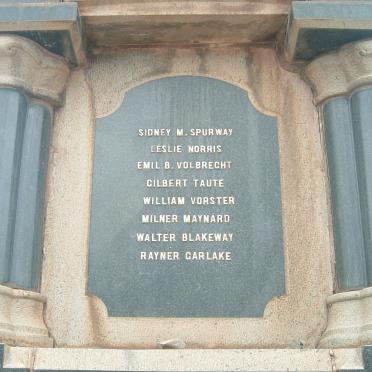 SIDNEY M. SPURWAY
LESLIE NORRIS
EMIL B. VOLBRECHT
GILBERT TAUTE
WILLIAM VORSTER
MILNER MAYNARD
WALTER BLAKEWAY
RAYNER GARLAKE